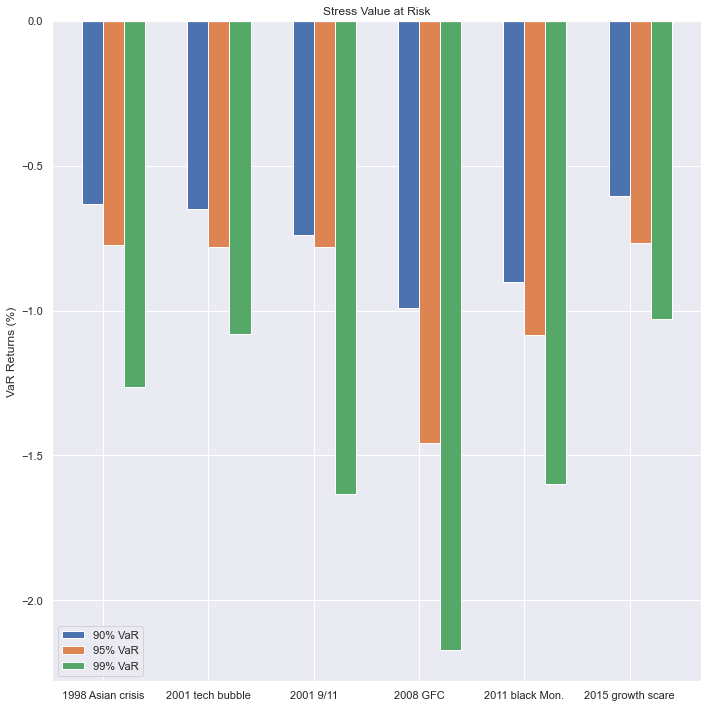 Stress Value at Risk
0.0
−0.5
−1.0
−1.5
−2.0
VaR Returns (%)
90% VaR
95% VaR
99% VaR
1998 Asian crisis
2001 tech bubble
2001 9/11
2008 GFC
2011 black Mon.
2015 growth scare